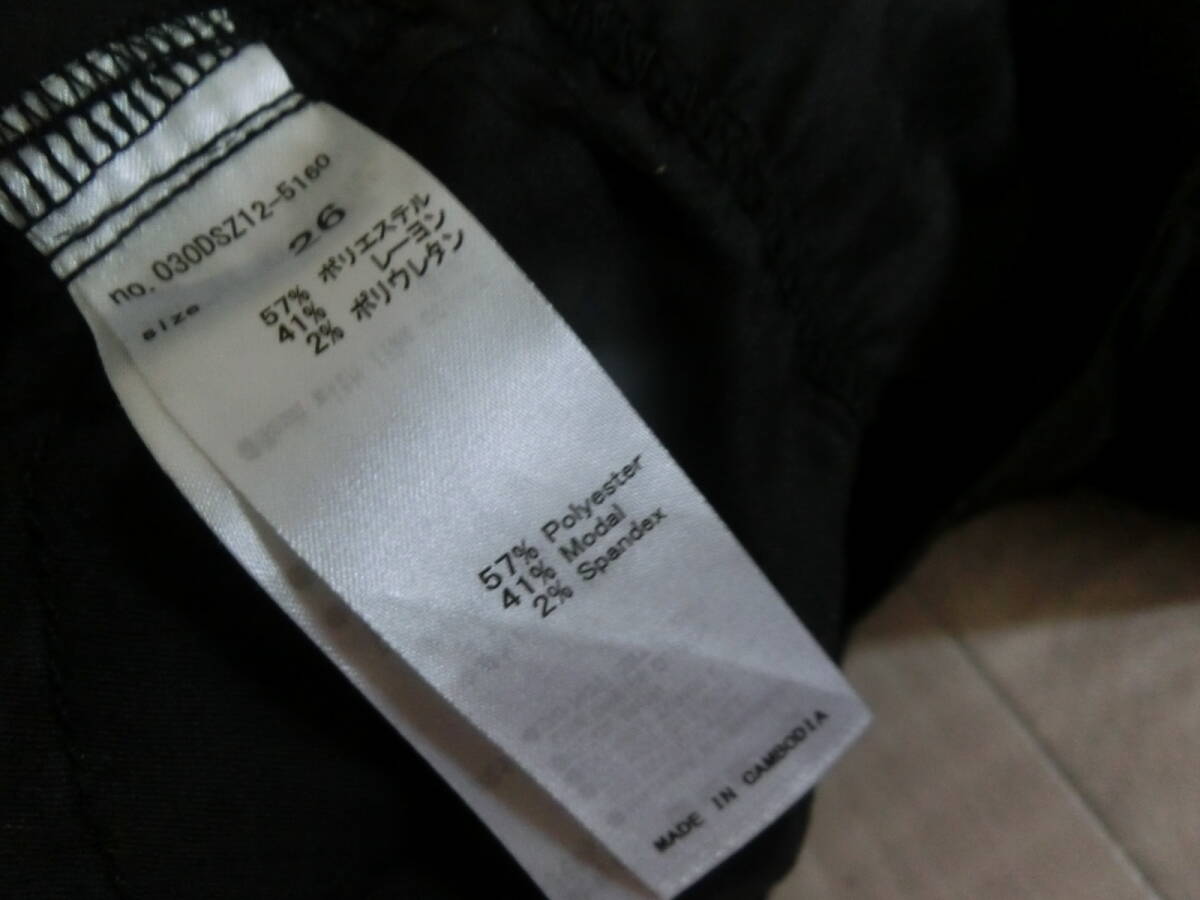 no. 030DSZ12-5160
size 26
57% ポリエステル
41% レーヨン
2% ポリウレタン
57% Polyester
41% Modal
2% Spandex
MADE IN CAMBODIA